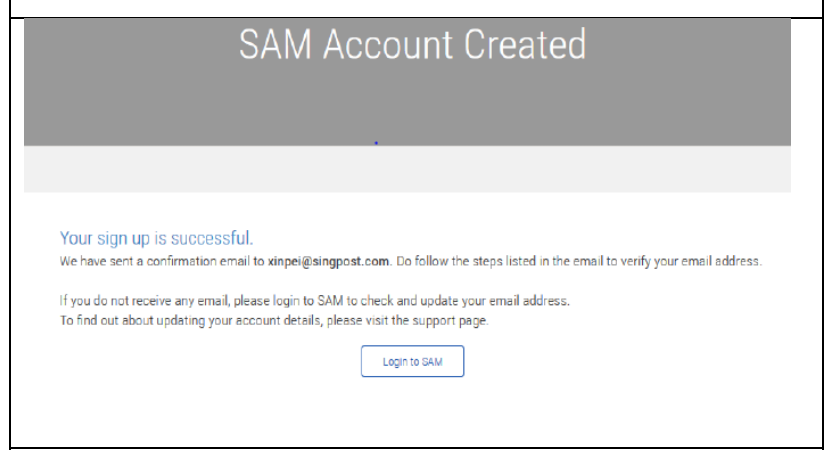 SAM Account Created
Your sign up is successful.
We have sent a confirmation email to xinpei@singpost.com. Do follow the steps listed in the email to verify your email address.
If you do not receive any email, please login to SAM to check and update your email address.
To find out about updating your account details, please visit the support page.
Login to SAM